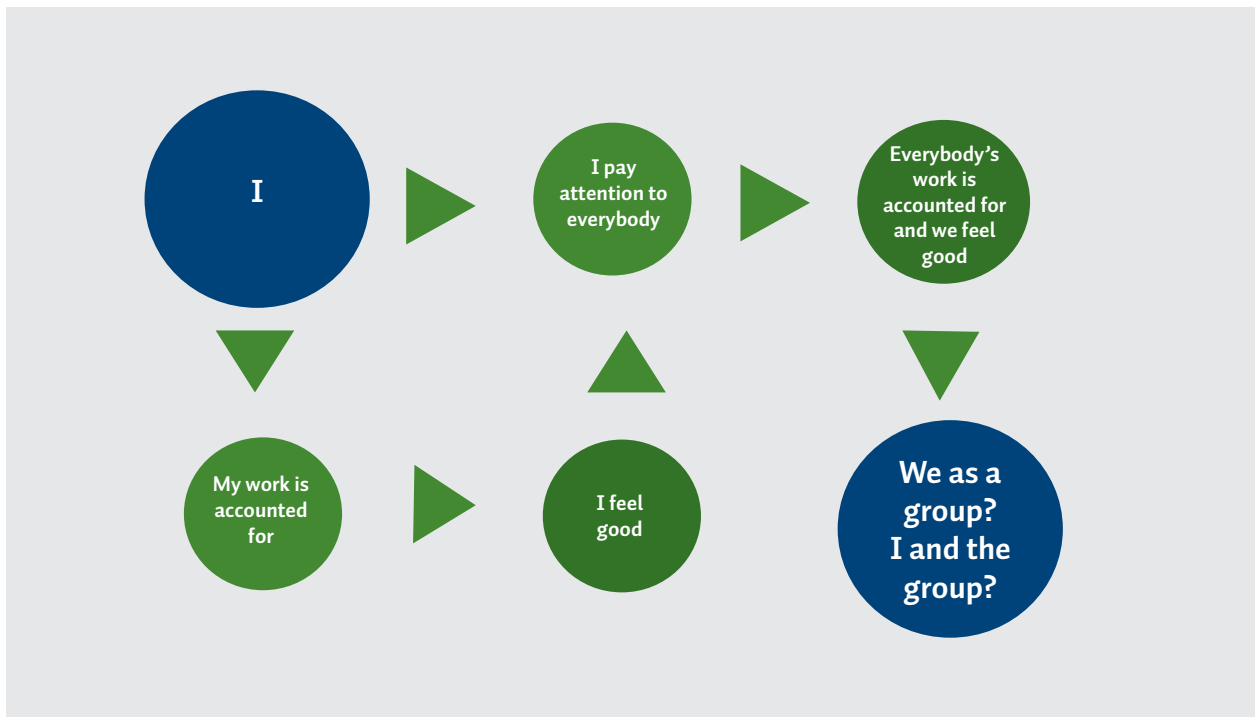 I
I pay
attention to
everybody
Everybody’s
work is
accounted for
and we feel
good
My work is
accounted
for
I feel
good
We as a
group?
I and the
group?